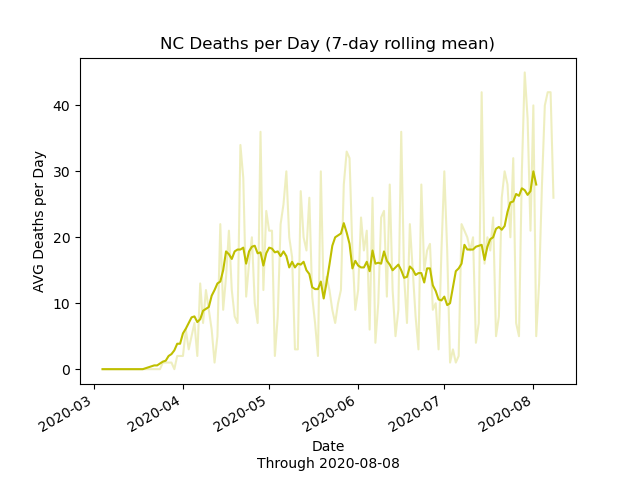 NC Deaths per Day (7-day rolling mean)
AVG Deaths per Day
40
30
20
10
0
2020-03
2020-04
2020-05
2020-06
2020-07
2020-08
Date
Through 2020-08-08